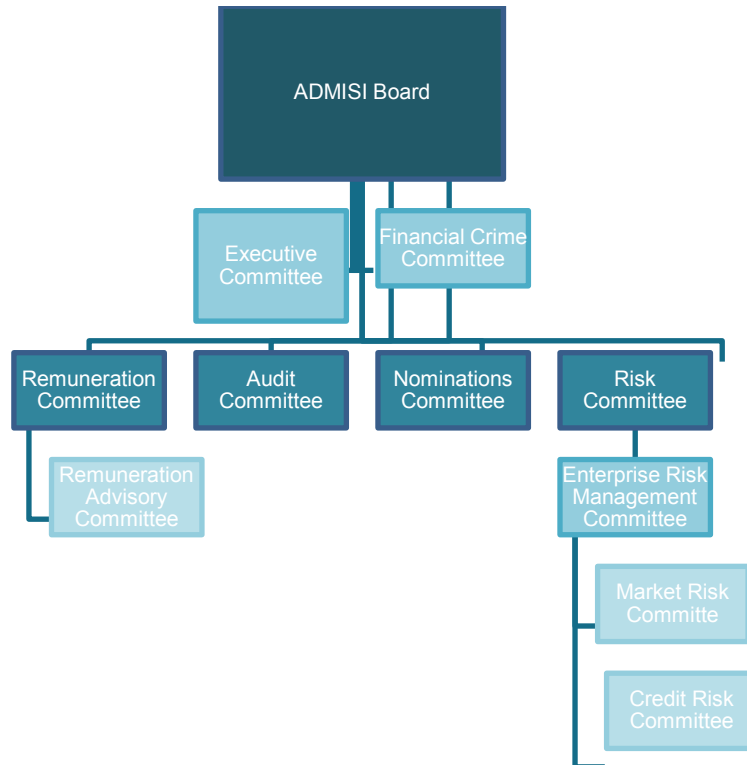 ADMISI Board
Executive
Committee
Financial Crime
Committee
Remuneration
Committee
Audit
Committee
Nominations
Committee
Risk
Committee
Remuneration
Advisory
Committee
Enterprise Risk
Management
Committee
Market Risk
Committe
Credit Risk
Committee